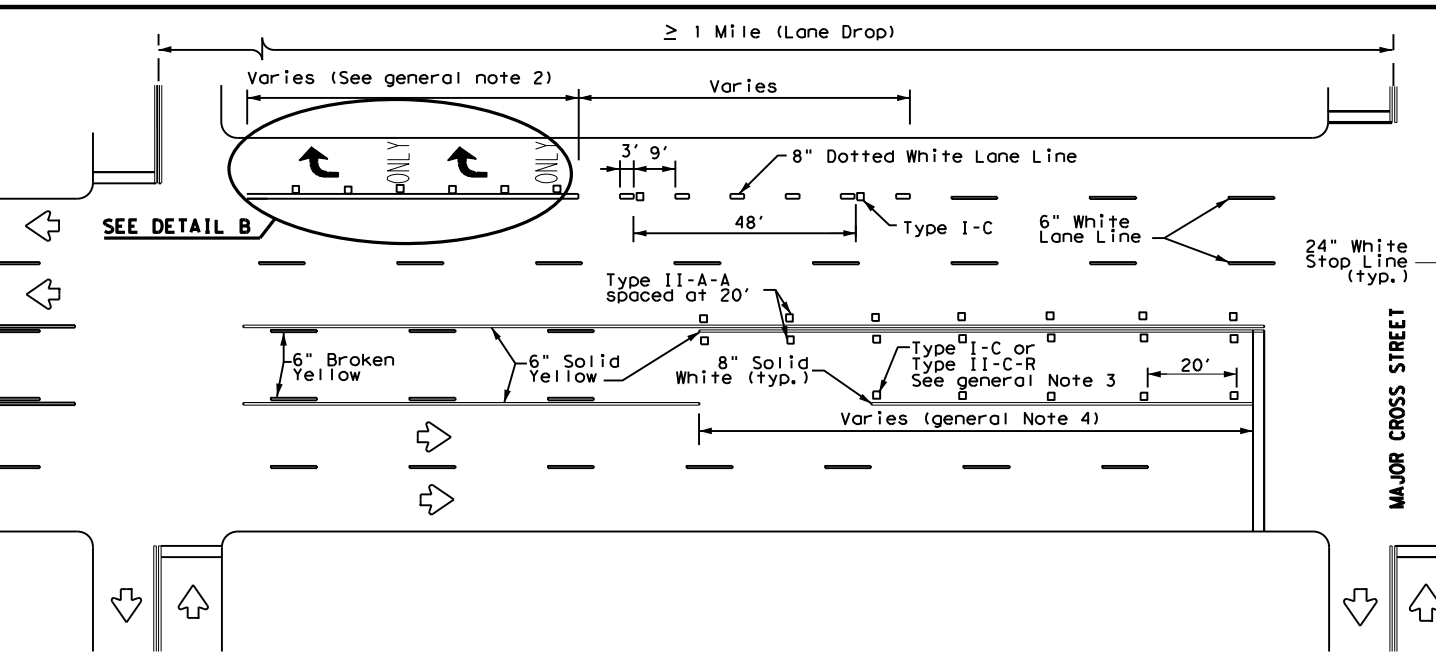 ≥ 1 Mile (Lane Drop)
Varies (See general note 2)
Varies
ONLY
ONLY
3' 9'
8" Dotted White Lane Line
SEE DETAIL B
48'
Type I-C
6" White
Lane Line
24" White
Stop Line
(typ.)
Type II-A-A
spaced at 20'
6" Broken
Yellow
6" Solid
Yellow
8" Solid
White (typ.)
Type I-C or
Type II-C-R
See general Note 3
20'
Varies (general Note 4)
MAJOR CROSS STREET